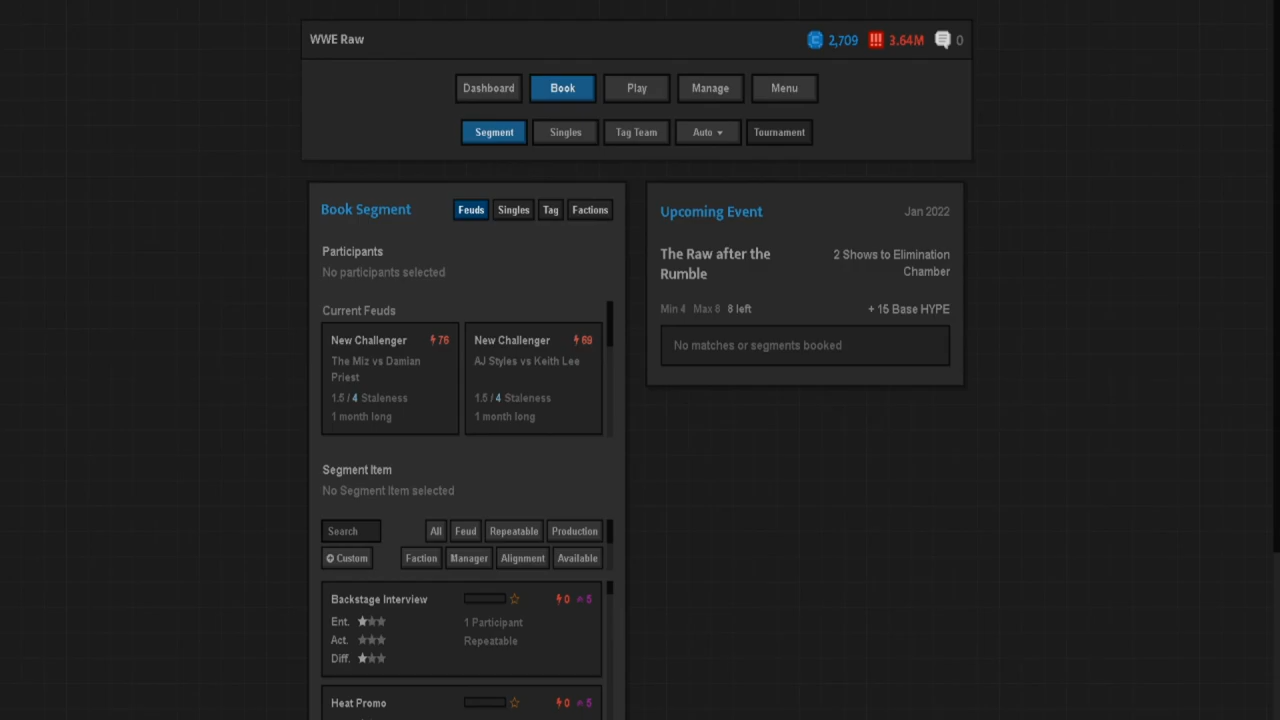 WWE Raw
2,709
3.64M
0
Dashboard
Book
Play
Manage
Menu
Segment
Singles
Tag Team
Auto
Tournament
Book Segment
Feuds
Singles
Tag
Factions
Participants
No participants selected
Current Feuds
New Challenger
76
The Miz vs Damian
Priest
1.5 / 4 Staleness
1 month long
New Challenger
69
AJ Styles vs Keith Lee
1.5 / 4 Staleness
1 month long
Segment Item
No Segment Item selected
Search
All
Feud
Repeatable
Production
Custom
Faction
Manager
Alignment
Available
Backstage Interview
0
5
Ent.
1 Participant
Act.
Repeatable
Diff.
Heat Promo
0
5
Upcoming Event
Jan 2022
The Raw after the
Rumble
2 Shows to Elimination
Chamber
Min 4 Max 8 8 left
+ 15 Base HYPE
No matches or segments booked